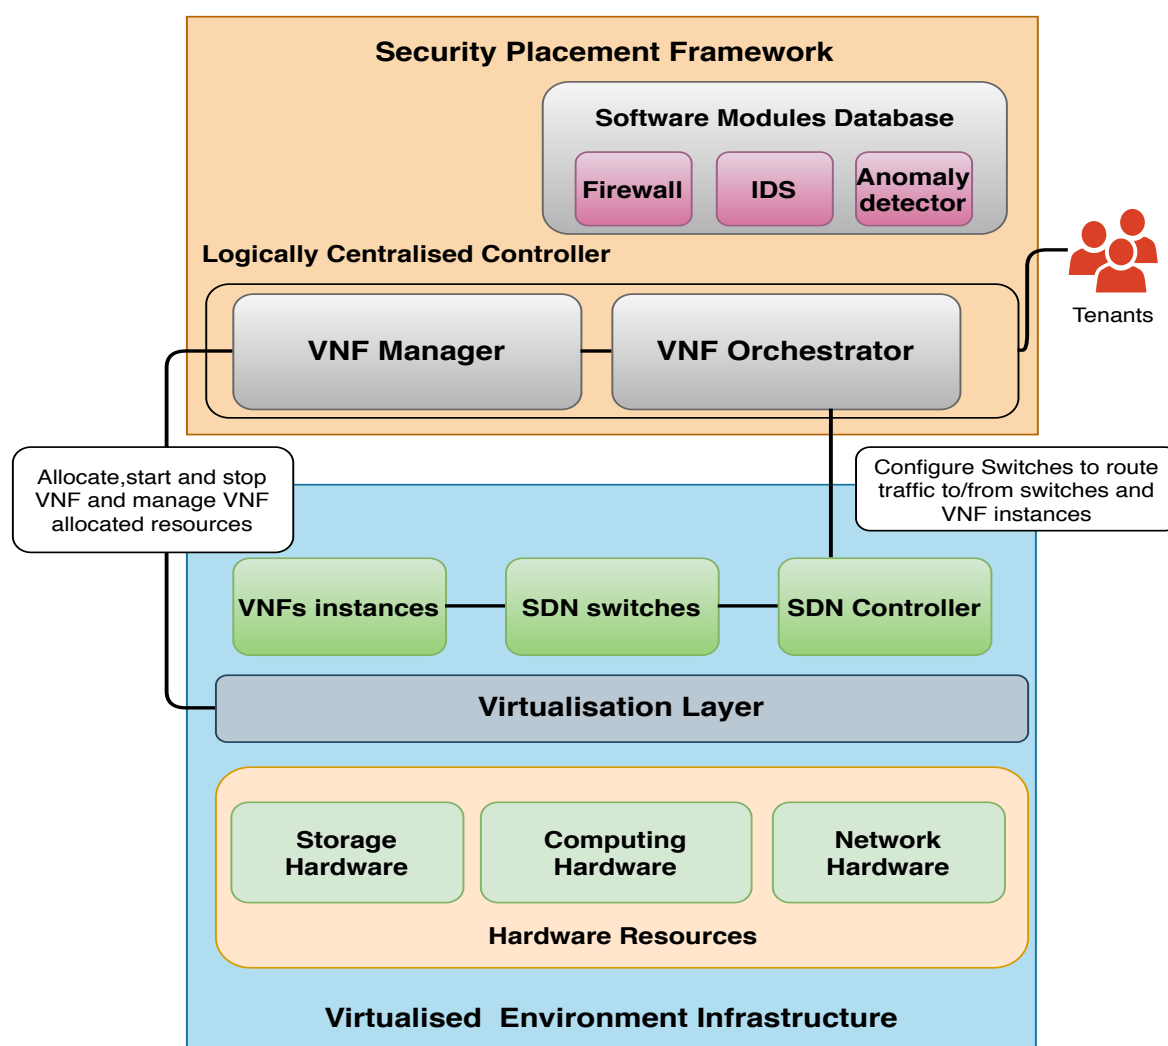 Security Placement Framework
Software Modules Database
Firewall
IDS
Anomaly
detector
Logically Centralised Controller
Tenants
VNF Manager
VNF Orchestrator
Allocate,start and stop
VNF and manage VNF
allocated resources
Configure Switches to route
traffic to/from switches and
VNF instances
VNFs instances
SDN switches
SDN Controller
Virtualisation Layer
Storage
Hardware
Computing
Hardware
Network
Hardware
Hardware Resources
Virtualised  Environment Infrastructure